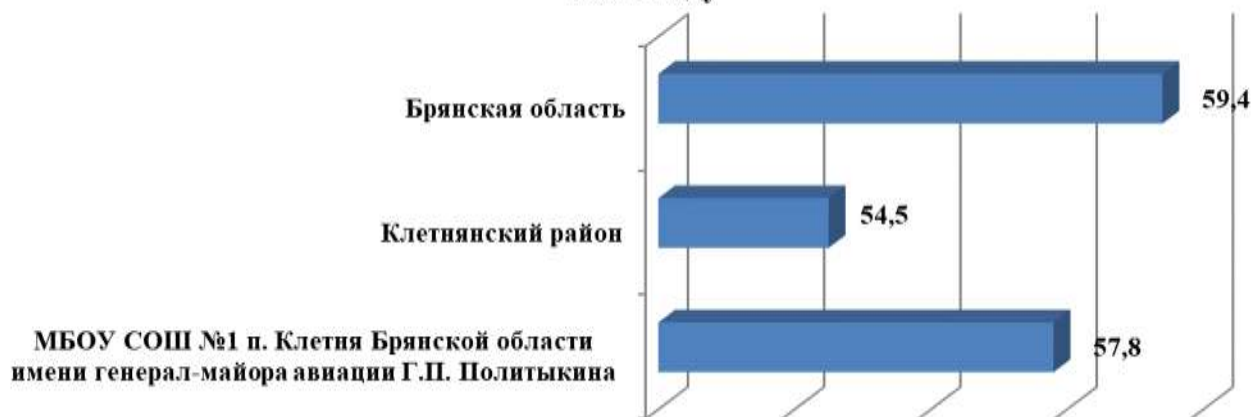 Брянская область
59,4
Клетнянский район
54,5
МБОУ СОШ №1 п. Клетня Брянской области
имени генерал-майора авиации Г.П. Политыкина
57,8